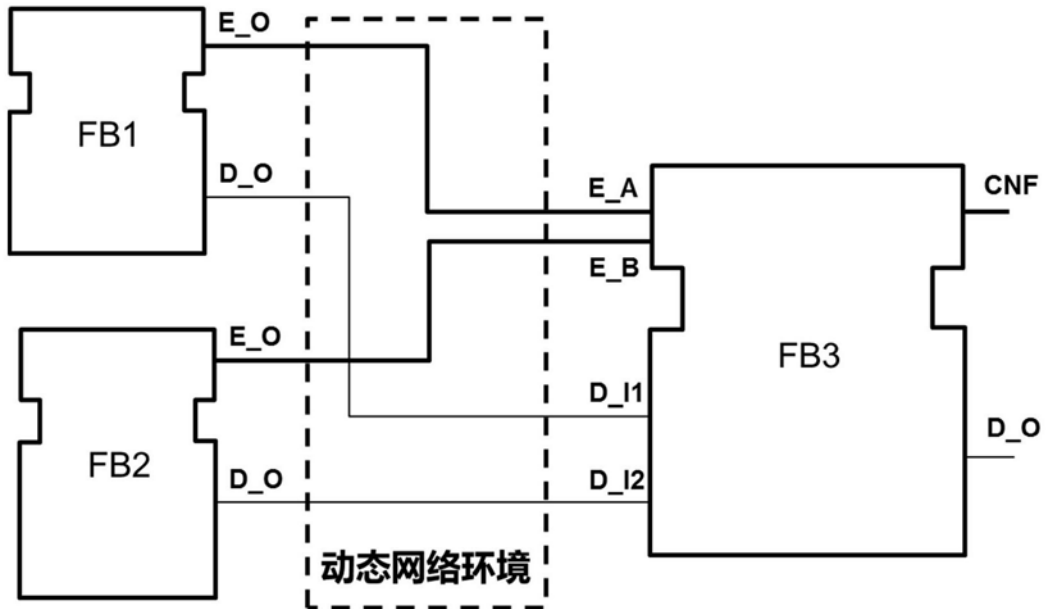 E_O
FB1
D_O
E_A
CNF
E_B
E_O
FB3
D_I1
D_O
FB2
D_O
D_I2
动态网络环境